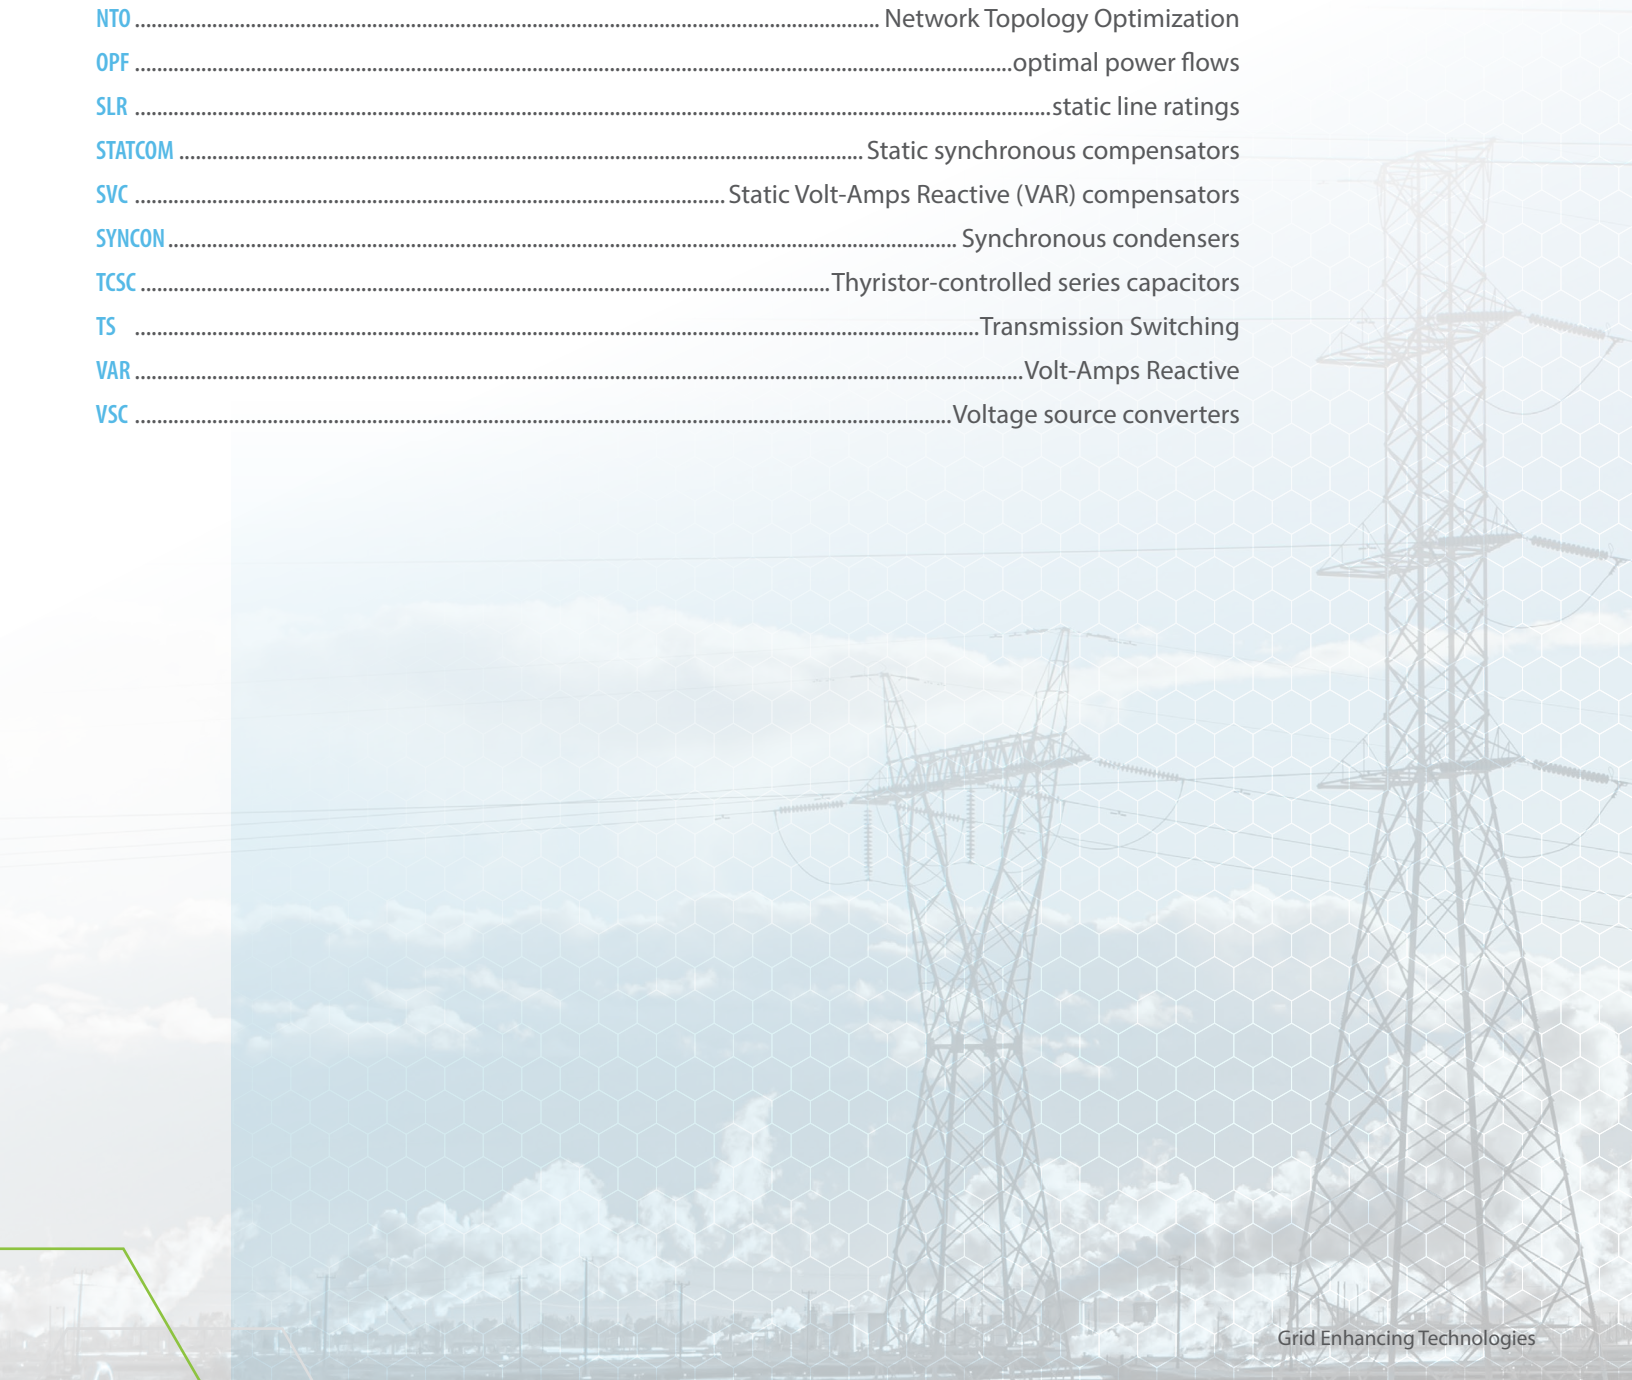 NTO ........................................ Network Topology Optimization
OPF ........................................ optimal power flows
SLR ........................................ static line ratings
STATCOM ........................................ Static synchronous compensators
SVC ........................................ Static Volt-Amps Reactive (VAR) compensators
SYNCON ........................................ Synchronous condensers
TCSC ........................................ Thyristor-controlled series capacitors
TS ........................................ Transmission Switching
VAR ........................................ Volt-Amps Reactive
VSC ........................................ Voltage source converters
Grid Enhancing Technologies